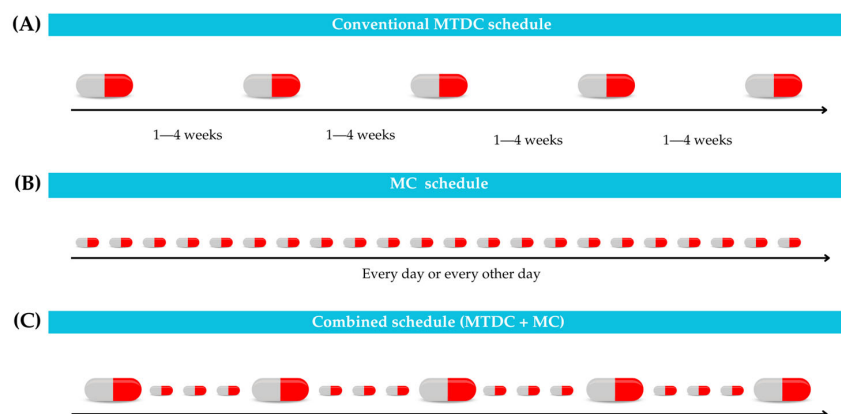 (A)
Conventional MTDC schedule
1—4 weeks
1—4 weeks
1—4 weeks
1—4 weeks
(B)
MC schedule
Every day or every other day
(C)
Combined schedule (MTDC + MC)